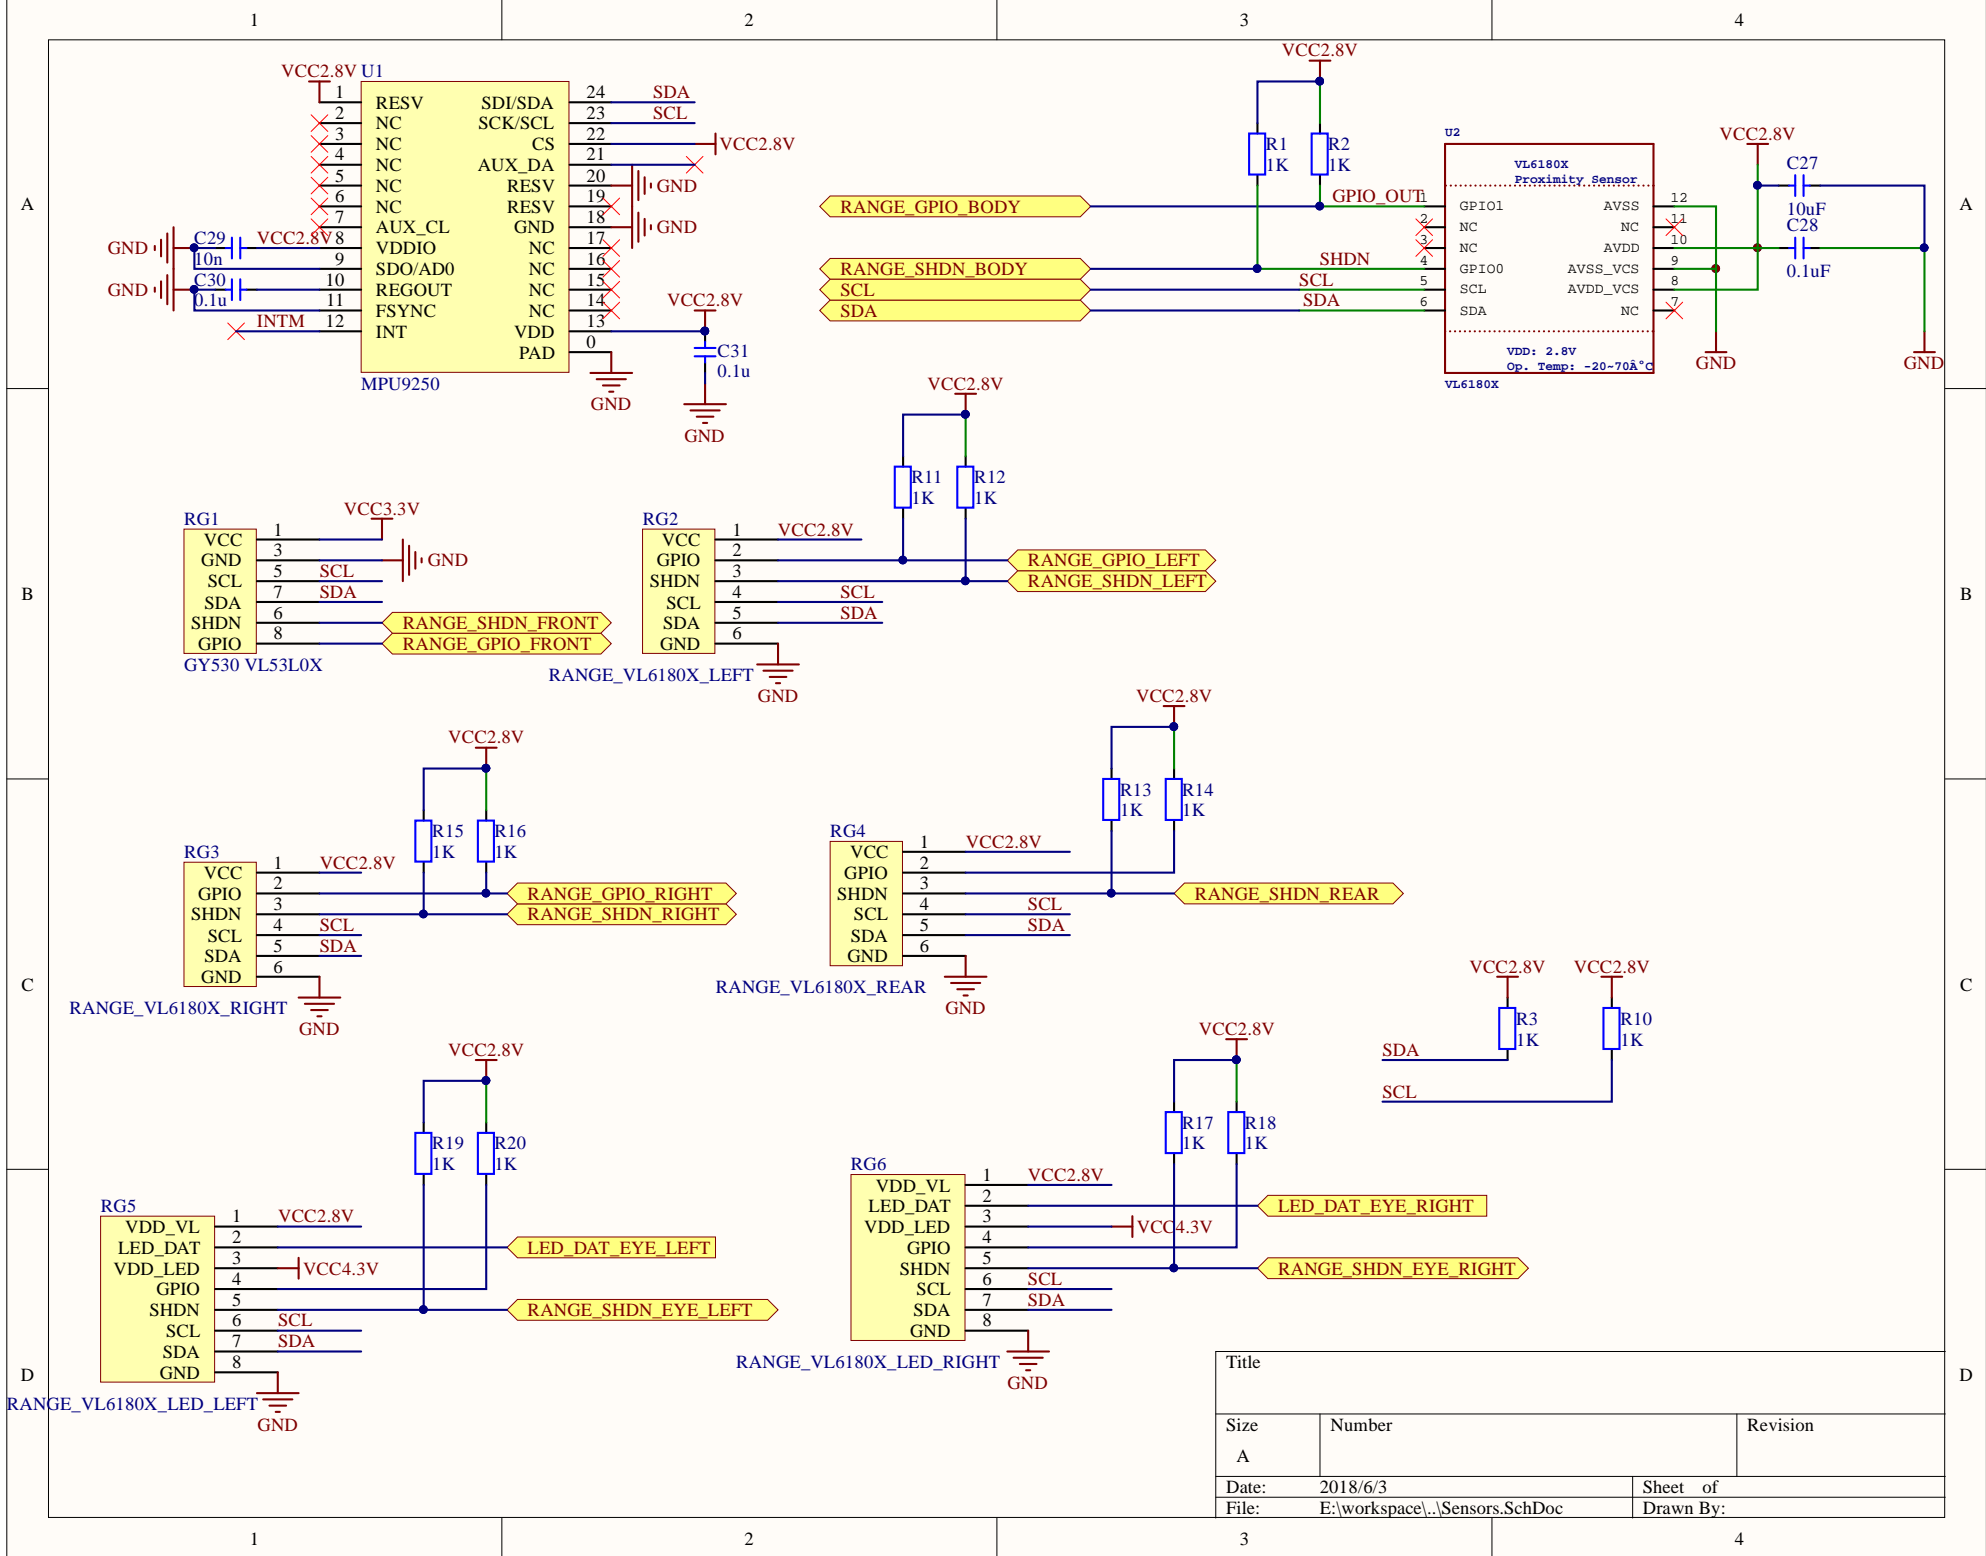 1 2 3 4
A A
B B
C C
D D
1 2 3 4
VCC2.8V U1
1 RESV SDI/SDA 24 SDA
2 NC SCK/SCL 23 SCL
3 NC CS 22 VCC2.8V
4 NC AUX_DA 21
5 NC RESV 20 GND
6 NC RESV 19
7 AUX_CL GND 18 GND
GND C29 VCC2.8V 8 VDDIO NC 17
10n 9 SDO/AD0 NC 16
GND C30 10 REGOUT NC 15
0.1u 11 FSYNC NC 14
INTM 12 INT VDD 13
PAD 0
MPU9250
GND
VCC2.8V
C31
0.1u
GND
VCC2.8V
R1 R2
1K 1K
RANGE_GPIO_BODY
RANGE_SHDN_BODY
SCL
SDA
GPIO_OUT
SHDN
SCL
SDA
U2
VL6180X
Proximity Sensor
1 GPIO1 AVSS 12
2 NC NC 11
3 NC AVDD 10
4 GPIO0 AVSS_VCS 9
5 SCL AVDD_VCS 8
6 SDA NC 7
VDD: 2.8V
Op. Temp: -20~70Â°C
VL6180X
VCC2.8V
C27
10uF
C28
0.1uF
GND
GND
RG1
VCC 1 VCC3.3V
GND 3 GND
SCL 5 SCL
SDA 7 SDA
SHDN 6 RANGE_SHDN_FRONT
GPIO 8 RANGE_GPIO_FRONT
GY530 VL53L0X
VCC2.8V
R11 R12
1K 1K
RG2
VCC 1 VCC2.8V
GPIO 2 RANGE_GPIO_LEFT
SHDN 3 RANGE_SHDN_LEFT
SCL 4 SCL
SDA 5 SDA
GND 6
RANGE_VL6180X_LEFT
GND
VCC2.8V
R15 R16
1K 1K
RG3
VCC 1 VCC2.8V
GPIO 2 RANGE_GPIO_RIGHT
SHDN 3 RANGE_SHDN_RIGHT
SCL 4 SCL
SDA 5 SDA
GND 6
RANGE_VL6180X_RIGHT
GND
VCC2.8V
R13 R14
1K 1K
RG4
VCC 1 VCC2.8V
GPIO 2
SHDN 3 RANGE_SHDN_REAR
SCL 4 SCL
SDA 5 SDA
GND 6
RANGE_VL6180X_REAR
GND
VCC2.8V VCC2.8V
R3 R10
1K 1K
SDA
SCL
VCC2.8V
R19 R20
1K 1K
RG5
VDD_VL 1 VCC2.8V
LED_DAT 2 LED_DAT_EYE_LEFT
VDD_LED 3 VCC4.3V
GPIO 4
SHDN 5 RANGE_SHDN_EYE_LEFT
SCL 6 SCL
SDA 7 SDA
GND 8
RANGE_VL6180X_LED_LEFT
GND
VCC2.8V
R17 R18
1K 1K
RG6
VDD_VL 1 VCC2.8V
LED_DAT 2 LED_DAT_EYE_RIGHT
VDD_LED 3 VCC4.3V
GPIO 4
SHDN 5 RANGE_SHDN_EYE_RIGHT
SCL 6 SCL
SDA 7 SDA
GND 8
RANGE_VL6180X_LED_RIGHT
GND
Title
Size Number Revision
A
Date: 2018/6/3 Sheet of
File: E:\workspace\..\Sensors.SchDoc Drawn By: